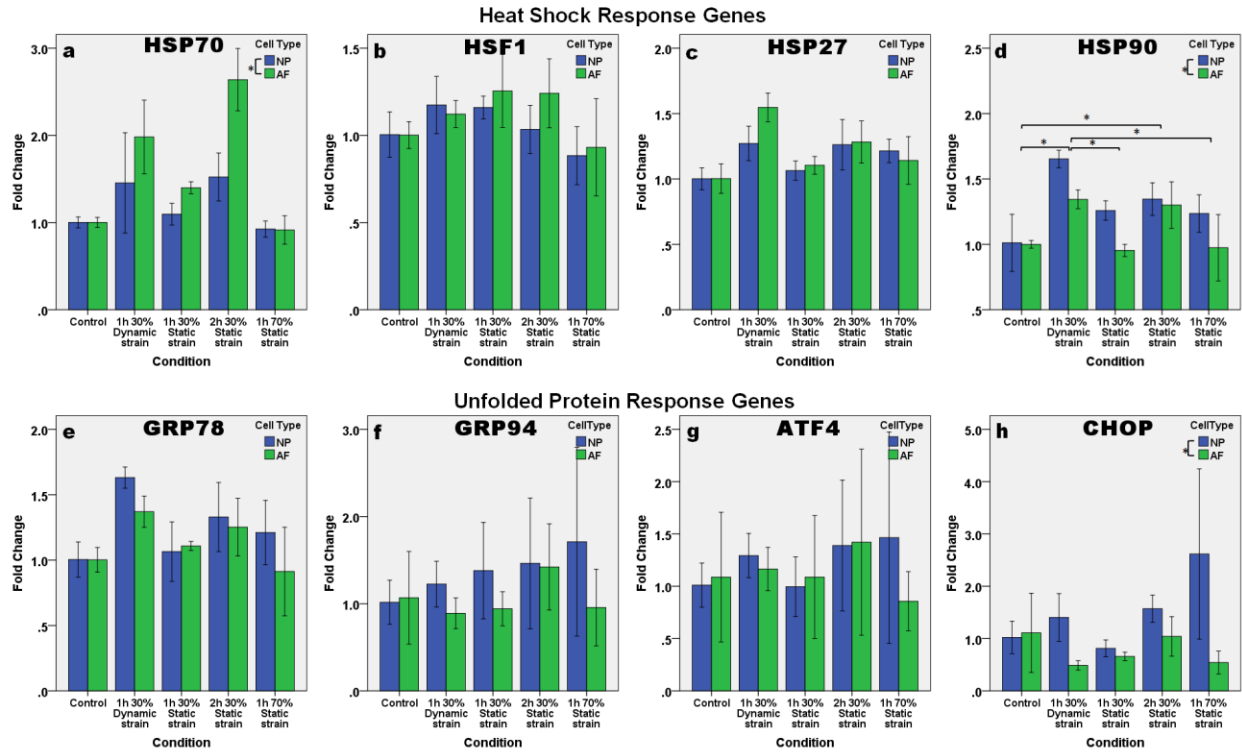 Heat Shock Response Genes
a
HSP70
Cell Type
NP
AF
*
Fold Change
3.0
2.0
1.0
.0
Control
1h 30%
Dynamic
strain
1h 30%
Static
strain
2h 30%
Static
strain
1h 70%
Static
strain
Condition
b
HSF1
Cell Type
NP
AF
Fold Change
1.5
1.0
.5
.0
Control
1h 30%
Dynamic
strain
1h 30%
Static
strain
2h 30%
Static
strain
1h 70%
Static
strain
Condition
c
HSP27
Cell Type
NP
AF
Fold Change
2.0
1.5
1.0
.5
.0
Control
1h 30%
Dynamic
strain
1h 30%
Static
strain
2h 30%
Static
strain
1h 70%
Static
strain
Condition
d
HSP90
Cell Type
NP
AF
*
*
*
*
*
Fold Change
2.0
1.5
1.0
.5
Control
1h 30%
Dynamic
strain
1h 30%
Static
strain
2h 30%
Static
strain
1h 70%
Static
strain
Condition
Unfolded Protein Response Genes
e
GRP78
Cell Type
NP
AF
Fold Change
2.0
1.5
1.0
.5
.0
Control
1h 30%
Dynamic
strain
1h 30%
Static
strain
2h 30%
Static
strain
1h 70%
Static
strain
Condition
f
GRP94
CellType
NP
AF
Fold Change
3.0
2.0
1.0
.0
Control
1h 30%
Dynamic
strain
1h 30%
Static
strain
2h 30%
Static
strain
1h 70%
Static
strain
Condition
g
ATF4
CellType
NP
AF
Fold Change
2.5
2.0
1.5
1.0
.5
.0
Control
1h 30%
Dynamic
strain
1h 30%
Static
strain
2h 30%
Static
strain
1h 70%
Static
strain
Condition
h
CHOP
CellType
NP
AF
*
Fold Change
5.0
4.0
3.0
2.0
1.0
.0
Control
1h 30%
Dynamic
strain
1h 30%
Static
strain
2h 30%
Static
strain
1h 70%
Static
strain
Condition